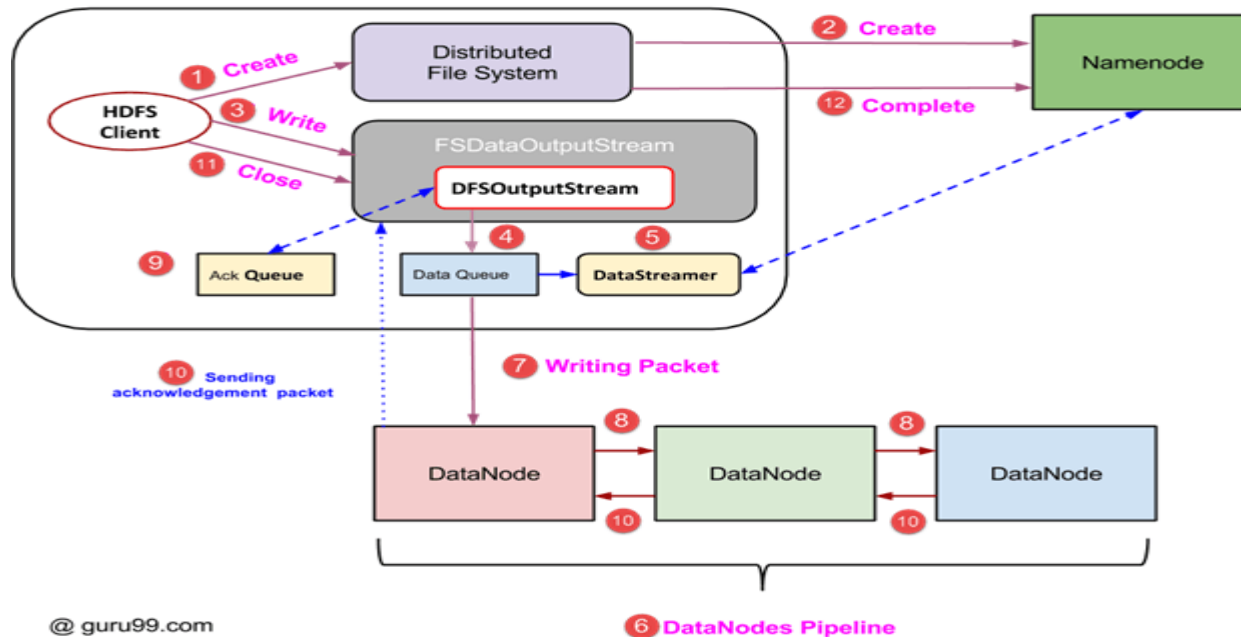 2 Create
Distributed
File System
Namenode
1 Create
12 Complete
HDFS
Client
3 Write
FSDataOutputStream
11 Close
DFSOutputStream
4
5
9
Ack Queue
Data Queue
DataStreamer
7 Writing Packet
10 Sending
acknowledgement packet
8
8
DataNode
DataNode
DataNode
10
10
@ guru99.com
6 DataNodes Pipeline